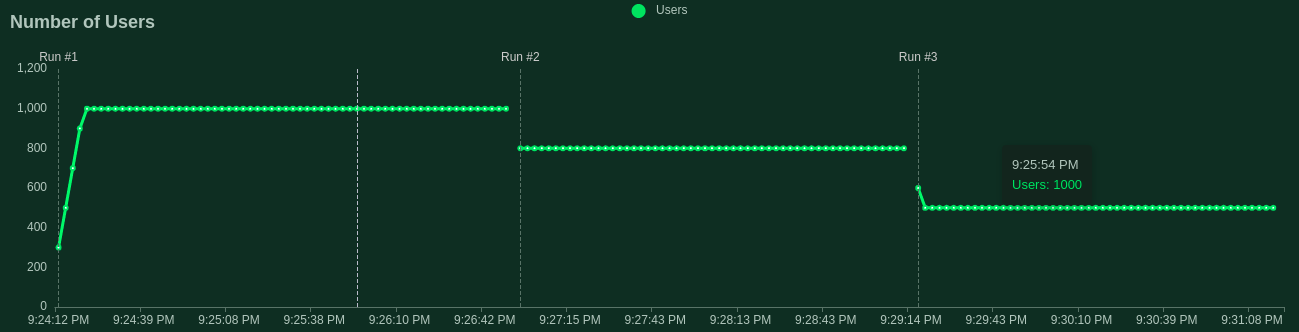 Number of Users
Users
Run #1
Run #2
Run #3
1,200
1,000
800
600
400
200
0
9:25:54 PM
Users: 1000
9:24:12 PM
9:24:39 PM
9:25:08 PM
9:25:38 PM
9:26:10 PM
9:26:42 PM
9:27:15 PM
9:27:43 PM
9:28:13 PM
9:28:43 PM
9:29:14 PM
9:29:43 PM
9:30:10 PM
9:30:39 PM
9:31:08 PM